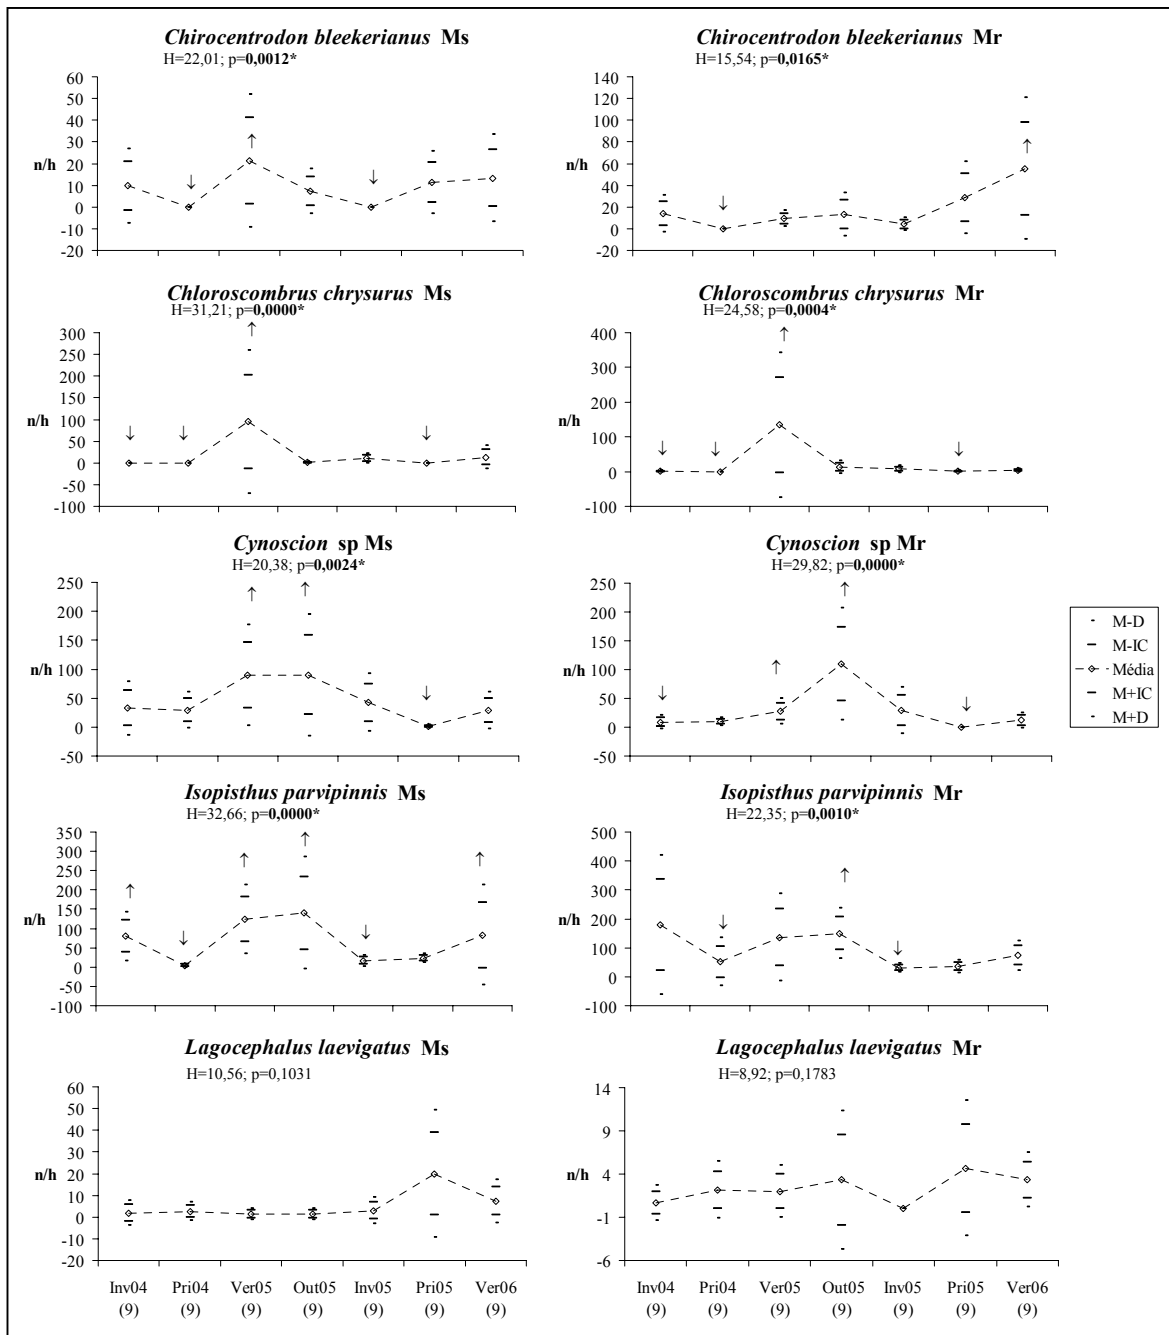 Chirocentrodon bleekerianus Ms
H=22,01; p=0,0012*
60
50
40
30
20
10
0
-10
-20
n/h
↓
↑
↓
Chirocentrodon bleekerianus Mr
H=15,54; p=0,0165*
140
120
100
80
60
40
20
0
-20
n/h
↓
↑
Chloroscombrus chrysurus Ms
H=31,21; p=0,0000*
300
250
200
150
100
50
0
-50
-100
n/h
↓
↓
↑
↓
Chloroscombrus chrysurus Mr
H=24,58; p=0,0004*
400
300
200
100
0
-100
n/h
↓
↓
↑
↓
Cynoscion sp Ms
H=20,38; p=0,0024*
250
200
150
100
50
0
-50
n/h
↑
↑
↓
Cynoscion sp Mr
H=29,82; p=0,0000*
250
200
150
100
50
0
-50
n/h
↓
↑
↑
↓
M-D
M-IC
Média
M+IC
M+D
Isopisthus parvipinnis Ms
H=32,66; p=0,0000*
350
300
250
200
150
100
50
0
-50
-100
n/h
↑
↓
↑
↑
↓
↑
Isopisthus parvipinnis Mr
H=22,35; p=0,0010*
500
400
300
200
100
0
-100
n/h
↓
↑
↓
Lagocephalus laevigatus Ms
H=10,56; p=0,1031
60
50
40
30
20
10
0
-10
-20
n/h
Inv04 Pri04 Ver05 Out05 Inv05 Pri05 Ver06
(9) (9) (9) (9) (9) (9) (9)
Lagocephalus laevigatus Mr
H=8,92; p=0,1783
14
9
4
-1
-6
n/h
Inv04 Pri04 Ver05 Out05 Inv05 Pri05 Ver06
(9) (9) (9) (9) (9) (9) (9)